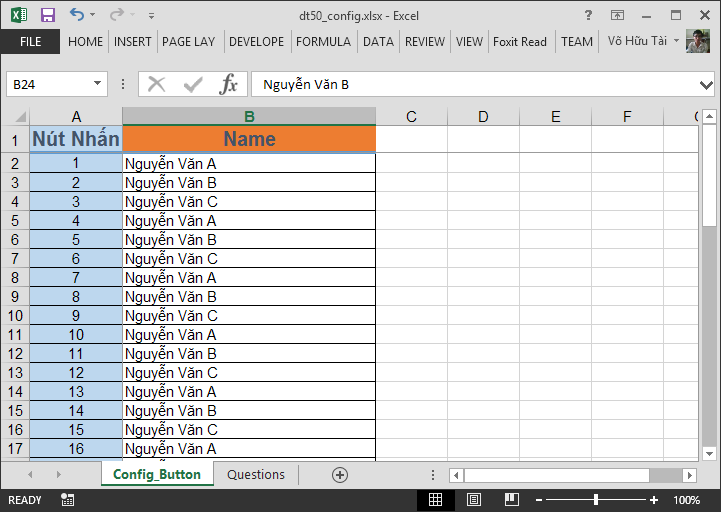 dt50_config.xlsx - Excel
?
FILE HOME INSERT PAGE LAY DEVELOPE FORMULA DATA REVIEW VIEW Foxit Read TEAM Võ Hữu Tài
B24 fx Nguyễn Văn B
A B C D E F
1 Nút Nhấn Name
2 1 Nguyễn Văn A
3 2 Nguyễn Văn B
4 3 Nguyễn Văn C
5 4 Nguyễn Văn A
6 5 Nguyễn Văn B
7 6 Nguyễn Văn C
8 7 Nguyễn Văn A
9 8 Nguyễn Văn B
10 9 Nguyễn Văn C
11 10 Nguyễn Văn A
12 11 Nguyễn Văn B
13 12 Nguyễn Văn C
14 13 Nguyễn Văn A
15 14 Nguyễn Văn B
16 15 Nguyễn Văn C
17 16 Nguyễn Văn A
Config_Button Questions
READY 100%